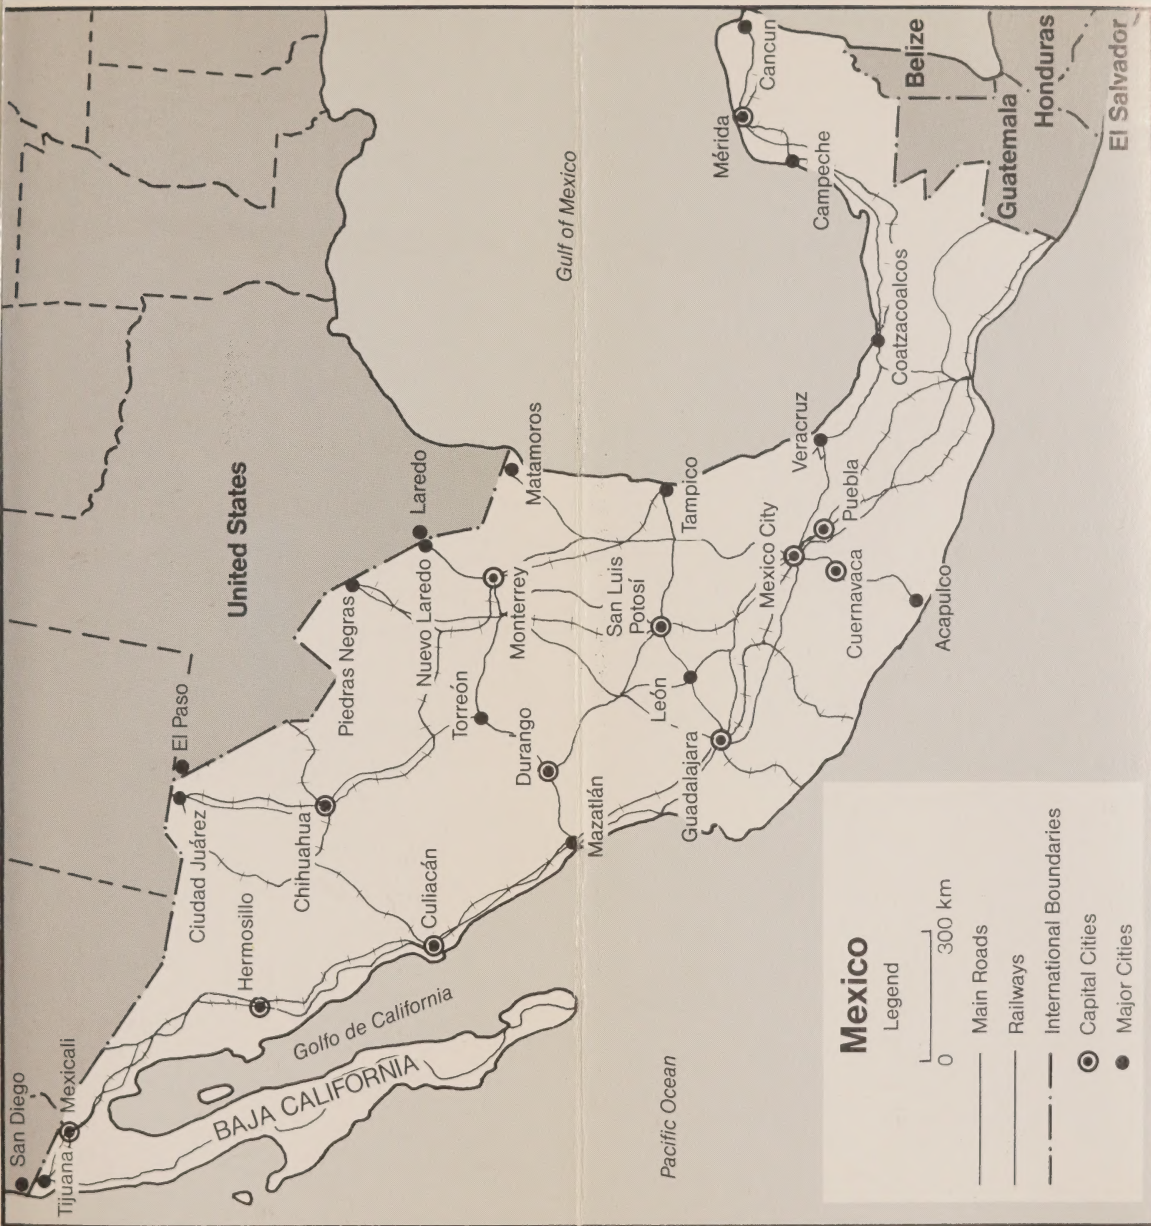 San Diego
Tijuana
Mexicali
El Paso
Ciudad Juárez
Hermosillo
Chihuahua
United States
Piedras Negras
Laredo
Nuevo Laredo
Culiacán
Torreón
Monterrey
Matamoros
Durango
Mazatlán
Golfo de California
BAJA CALIFORNIA
Gulf of Mexico
San Luis
Potosí
Tampico
León
Guadalajara
Mexico City
Veracruz
Puebla
Cuernavaca
Acapulco
Coatzacoalcos
Mérida
Cancun
Campeche
Belize
Guatemala
Honduras
El Salvador
Pacific Ocean
Mexico
Legend
0 300 km
Main Roads
Railways
International Boundaries
Capital Cities
Major Cities